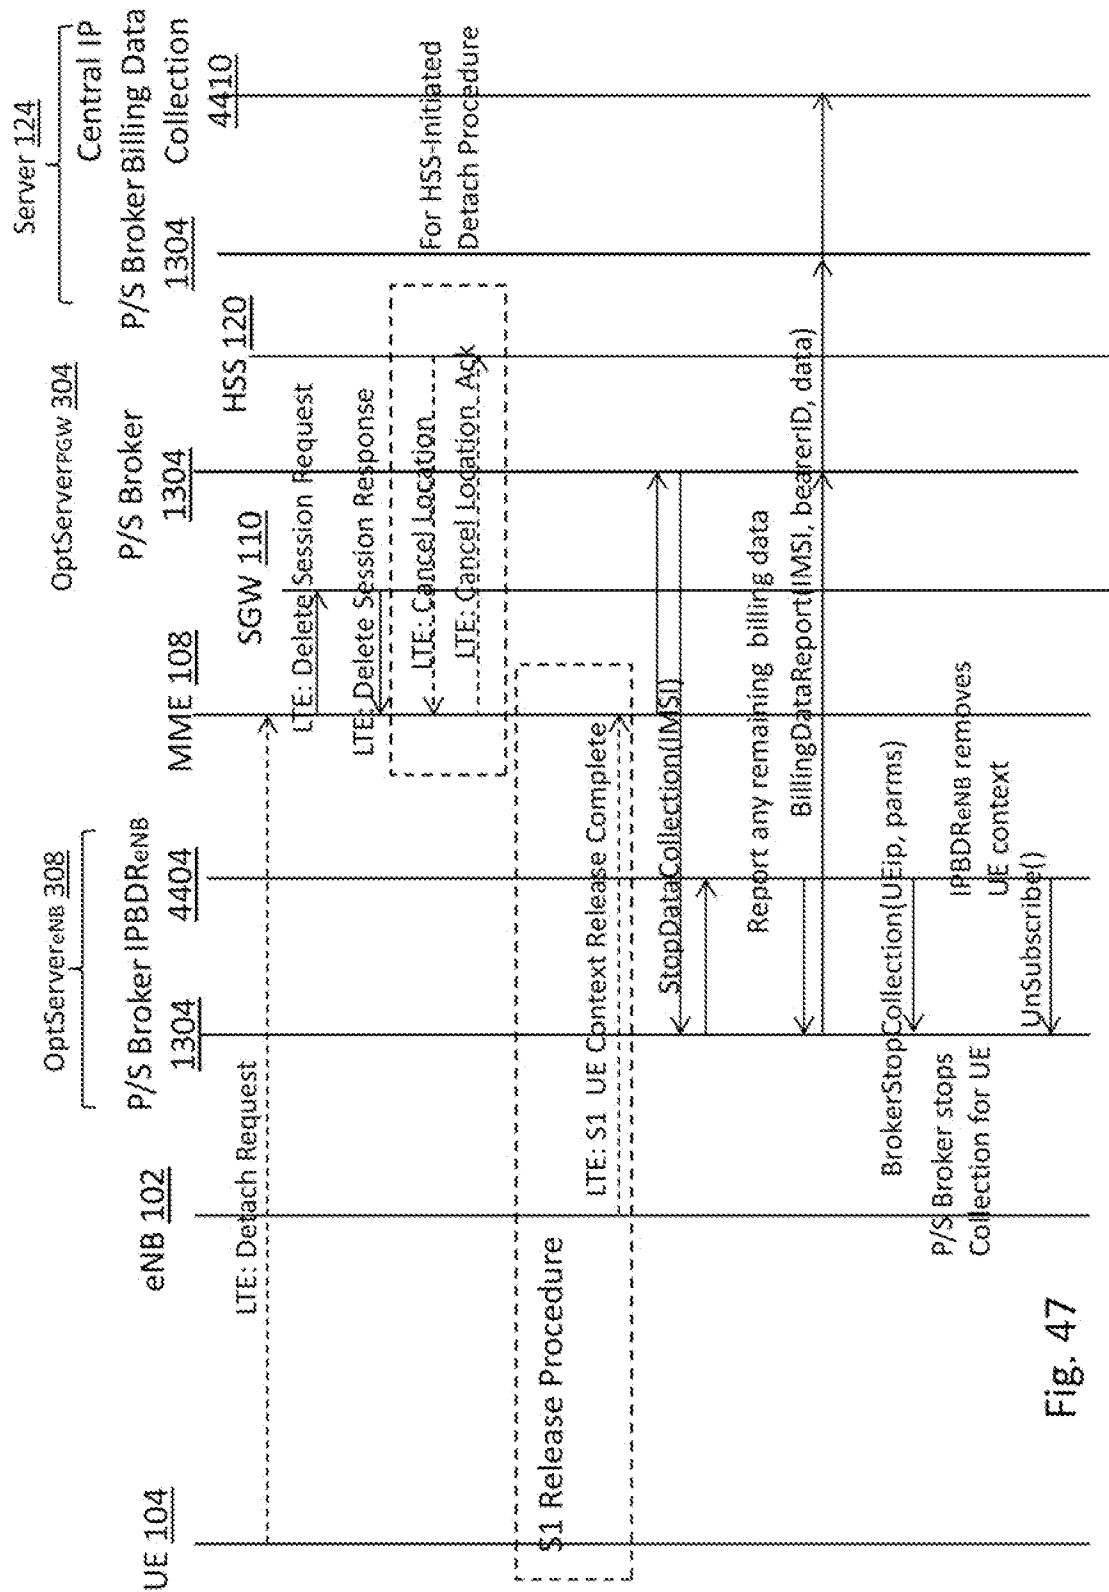 UE 104
eNB 102
OptServereNB 308
P/S Broker
1304
IPBDReNB
4404
MME 108
SGW 110
OptServerPGW 304
P/S Broker
1304
HSS 120
Server 124
P/S Broker
1304
Central IP
Billing Data
Collection
4410
LTE: Detach Request
LTE: Delete Session Request
LTE: Delete Session Response
LTE: Cancel Location
LTE: Cancel Location Ack
For HSS-Initiated
Detach Procedure
S1 Release Procedure
LTE: S1 UE Context Release Complete
StopDataCollection(IMSI)
Report any remaining billing data
BillingDataReport(IMSI, bearerID, data)
BrokerStopCollection(UEip, parms)
P/S Broker stops
Collection for UE
IPBDReNB removes
UE context
UnSubscribe()
Fig. 47